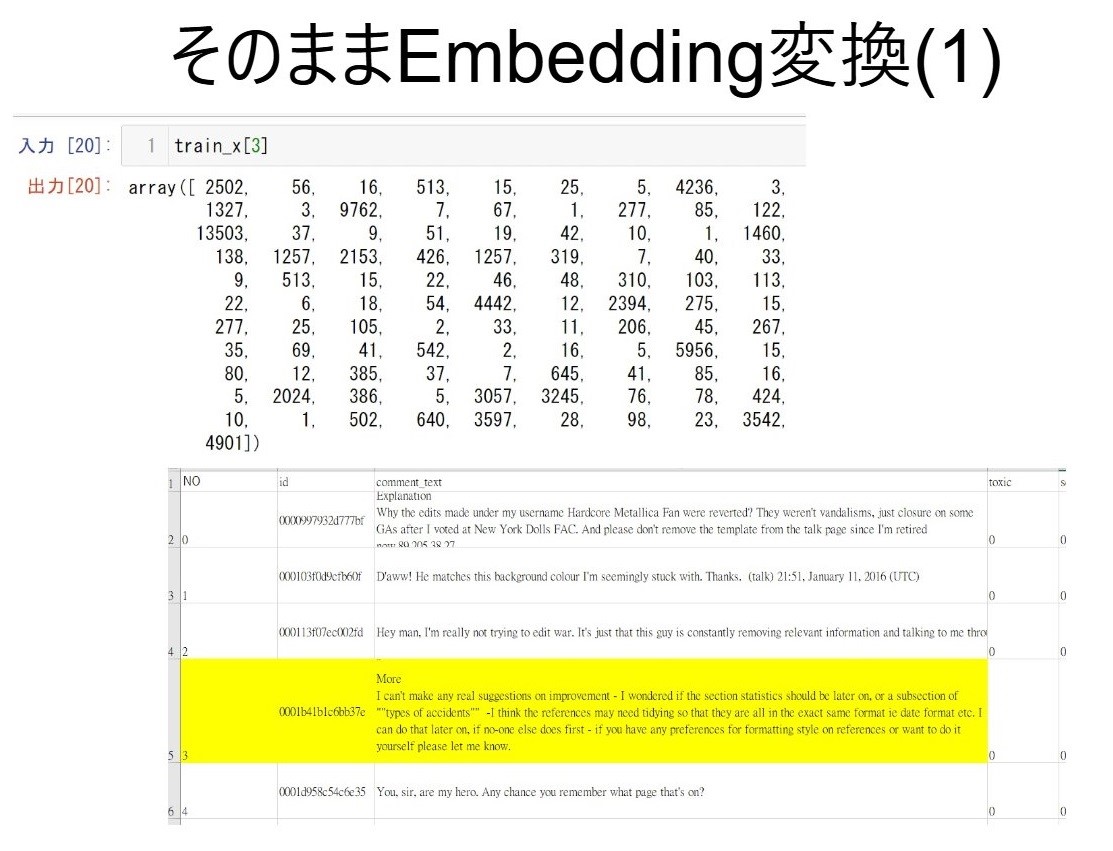 そのままEmbedding変換(1)
入力 [20]: 1 train_x[3]
出力[20]: array([ 2502, 56, 16, 513, 15, 25, 5, 4236, 3,
1327, 3, 9762, 7, 67, 1, 277, 85, 122,
13503, 37, 9, 51, 19, 42, 10, 1, 1460,
138, 1257, 2153, 426, 1257, 319, 7, 40, 33,
9, 513, 15, 22, 46, 48, 310, 103, 113,
22, 6, 18, 54, 4442, 12, 2394, 275, 15,
277, 25, 105, 2, 33, 11, 206, 45, 267,
35, 69, 41, 542, 2, 16, 5, 5956, 15,
80, 12, 385, 37, 7, 645, 41, 85, 16,
5, 2024, 386, 5, 3057, 3245, 76, 78, 424,
10, 1, 502, 640, 3597, 28, 98, 23, 3542,
4901])
1 NO id comment_text toxic s
Explanation
Why the edits made under my username Hardcore Metallica Fan were reverted? They weren't vandalisms, just closure on some
0000997932d777bf
GAs after I voted at New York Dolls FAC. And please don't remove the template from the talk page since I'm retired
now.89.205.38.27
2 0 0 0
000103f0d9cfb60f D'aww! He matches this background colour I'm seemingly stuck with. Thanks. (talk) 21:51, January 11, 2016 (UTC)
3 1 0 0
000113f07ec002fd Hey man, I'm really not trying to edit war. It's just that this guy is constantly removing relevant information and talking to me thro
4 2 0 0
More
I can't make any real suggestions on improvement - I wondered if the section statistics should be later on, or a subsection of
0001b41b1c6bb37e ""types of accidents"" -I think the references may need tidying so that they are all in the exact same format ie date format etc. I
can do that later on, if no-one else does first - if you have any preferences for formatting style on references or want to do it
yourself please let me know.
5 3 0 0
0001d958c54c6e35 You, sir, are my hero. Any chance you remember what page that's on?
6 4 0 0